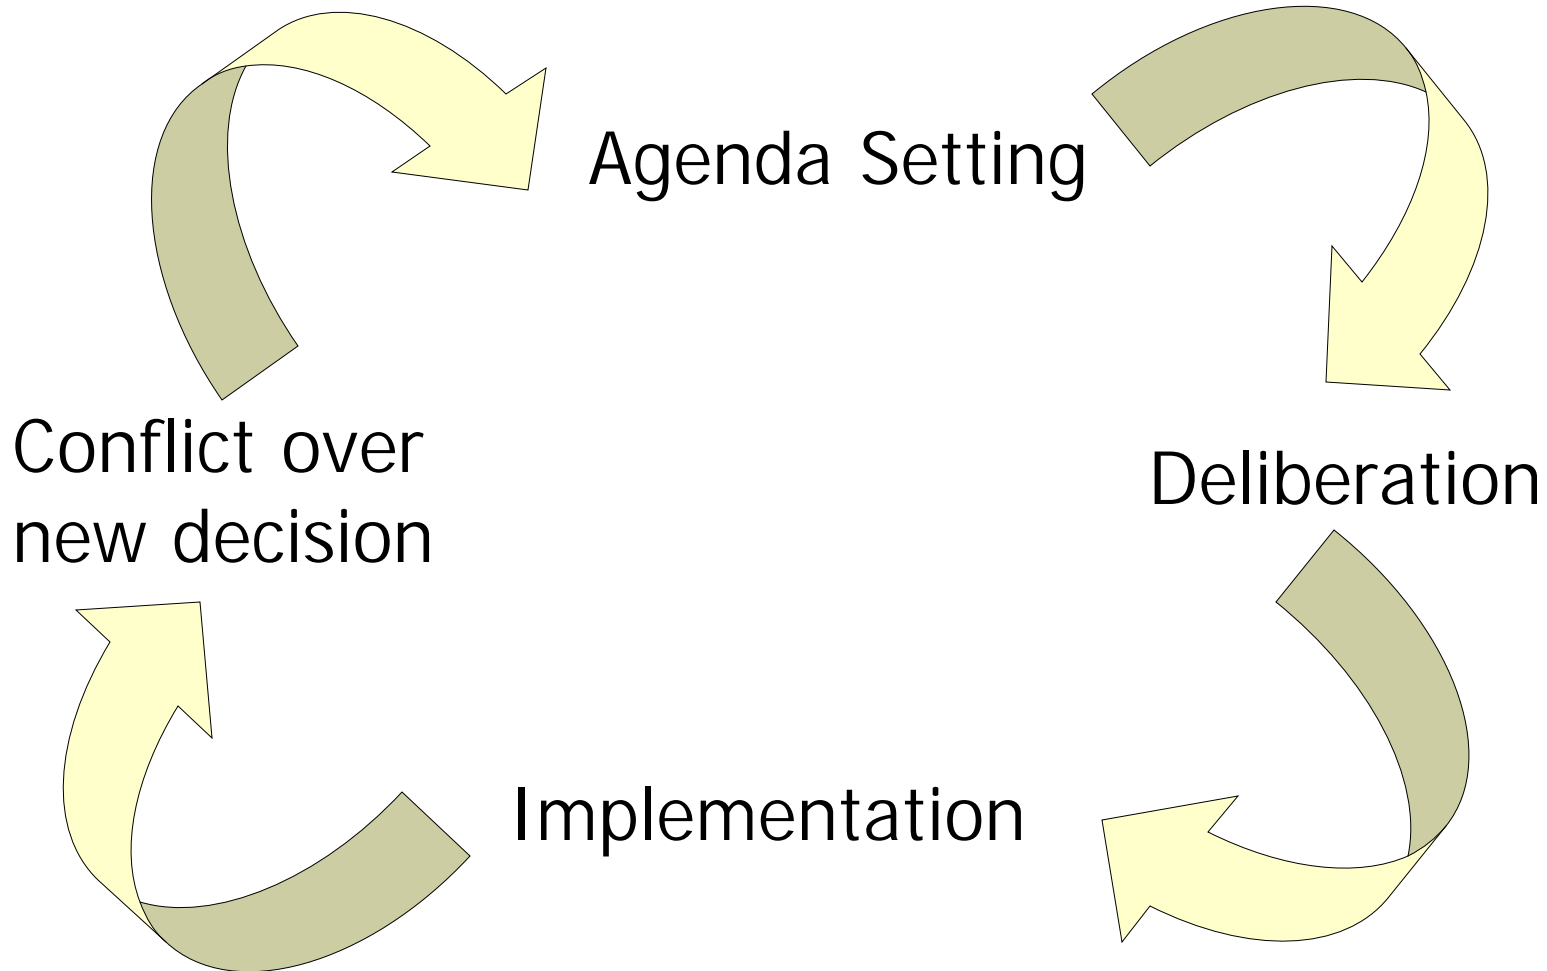 Agenda Setting
Conflict over
new decision
Deliberation
Implementation